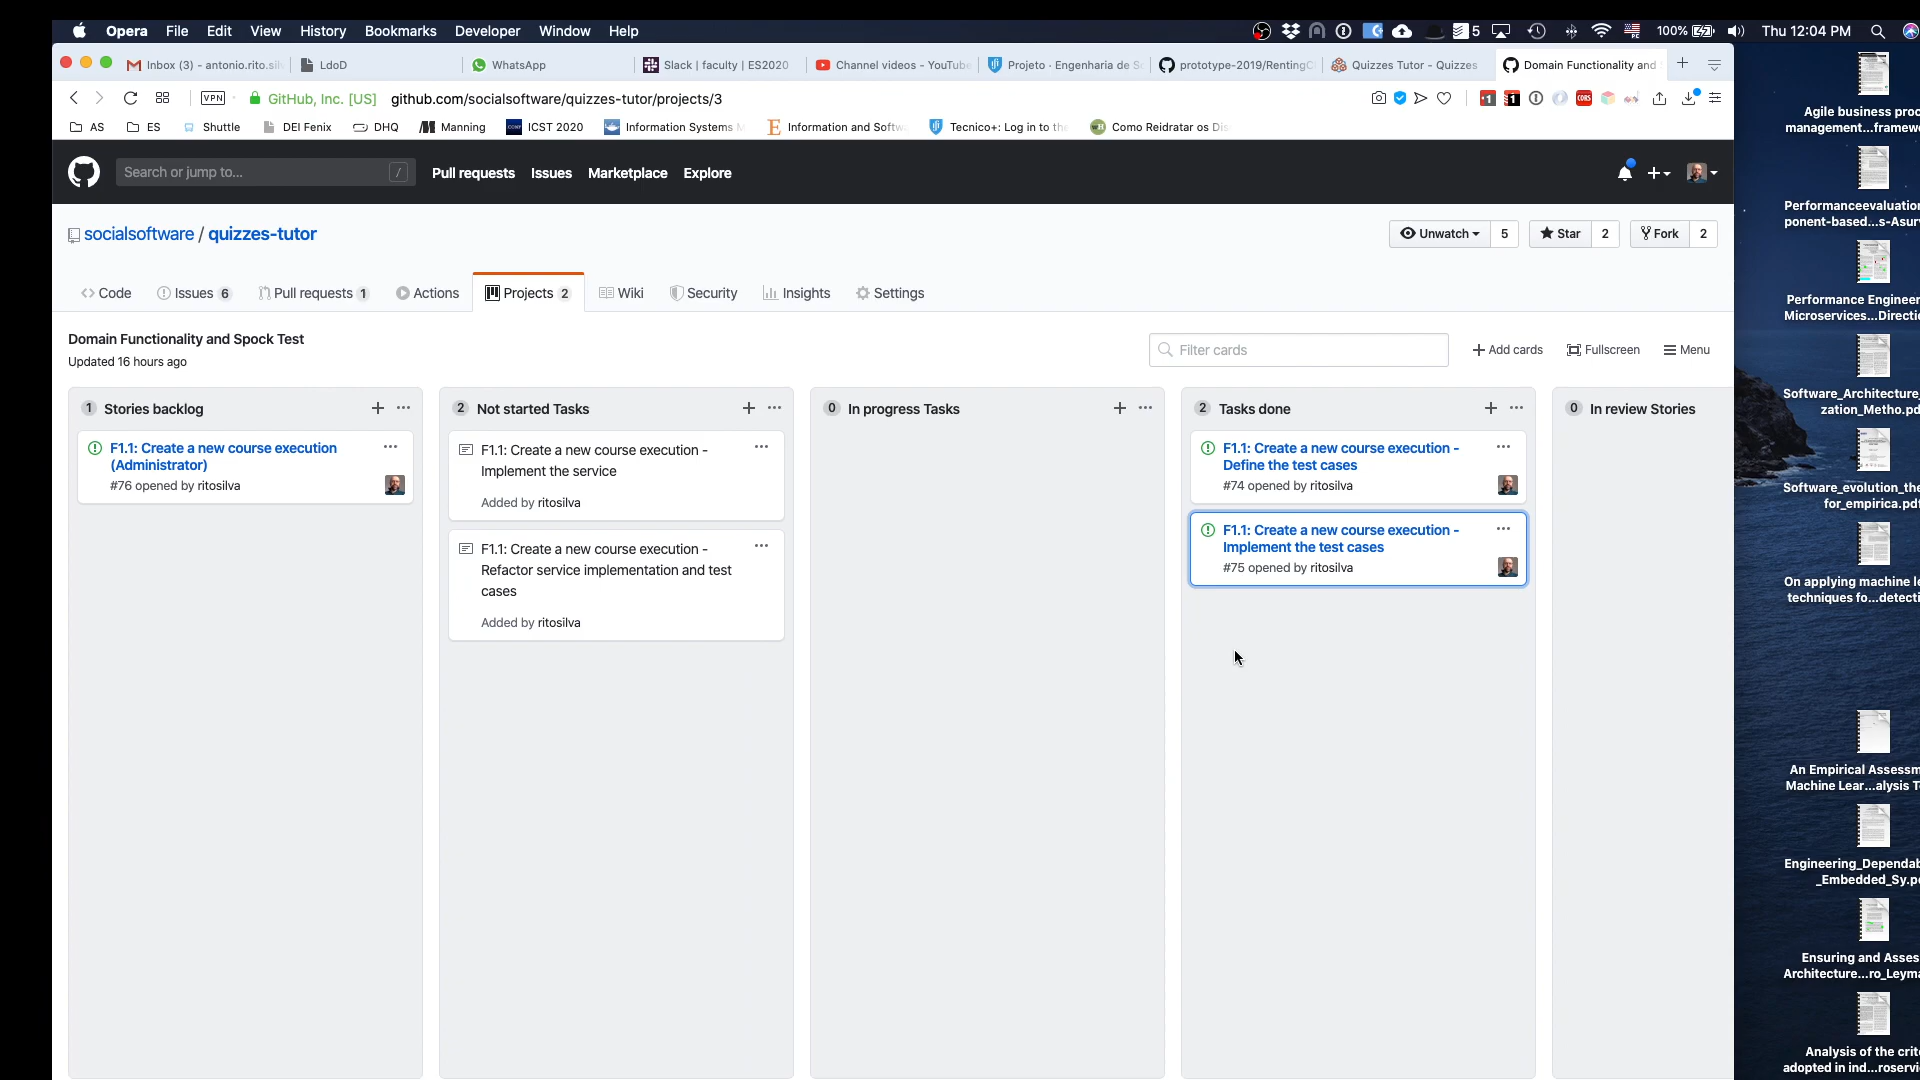 Opera File Edit View History Bookmarks Developer Window Help 5 100% Thu 12:04 PM
Inbox (3) - antonio.rito.sil LdoD WhatsApp Slack | faculty | ES2020 Channel videos - YouTube Projeto - Engenharia de S prototype-2019/RentingC Quizzes Tutor - Quizzes Domain Functionality and
VPN GitHub, Inc. [US] github.com/socialsoftware/quizzes-tutor/projects/3
AS ES Shuttle DEI Fenix DHQ Manning ICST 2020 Information Systems Information and Softw Tecnico+: Log in to the Como Reidratar os Dis
Search or jump to... / Pull requests Issues Marketplace Explore
socialsoftware / quizzes-tutor Unwatch 5 Star 2 Fork 2
Code Issues 6 Pull requests 1 Actions Projects 2 Wiki Security Insights Settings
Domain Functionality and Spock Test
Updated 16 hours ago
Filter cards Add cards Fullscreen Menu
1 Stories backlog
F1.1: Create a new course execution
(Administrator)
#76 opened by ritosilva
2 Not started Tasks
F1.1: Create a new course execution -
Implement the service
Added by ritosilva
F1.1: Create a new course execution -
Refactor service implementation and test
cases
Added by ritosilva
0 In progress Tasks
2 Tasks done
F1.1: Create a new course execution -
Define the test cases
#74 opened by ritosilva
F1.1: Create a new course execution -
Implement the test cases
#75 opened by ritosilva
0 In review Stories
Agile business proc
management...framew
Performanceevaluation
ponent-based...s-Asur
Performance Engineer
Microservices...Directi
Software_Architecture_
zation_Metho.pd
Software_evolution_the
for_empirica.pdf
On applying machine le
techniques fo...detecti
An Empirical Assessm
Machine Lear...alysis T
Engineering_Dependab
_Embedded_Sy.p
Ensuring and Asses
Architecture...ro_Leyma
Analysis of the crite
adopted in ind...roservi